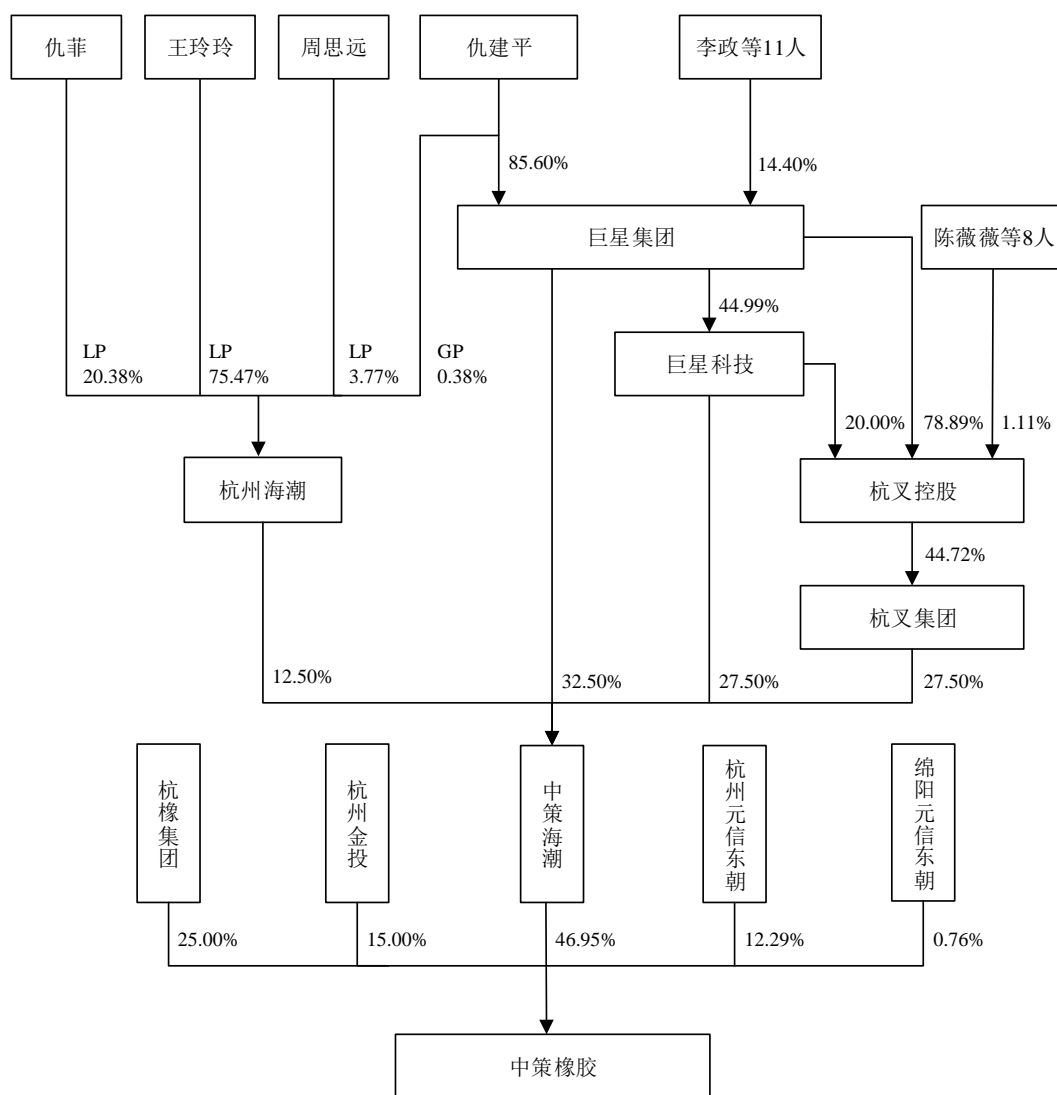 仇菲
王玲玲
周思远
仇建平
李政等11人
85.60%
14.40%
巨星集团
陈薇薇等8人
44.99%
LP
20.38%
LP
75.47%
LP
3.77%
GP
0.38%
巨星科技
20.00%
78.89%
1.11%
杭州海潮
杭叉控股
44.72%
杭叉集团
12.50%
32.50%
27.50%
27.50%
杭橡集团
杭州金投
中策海潮
杭州元信东朝
绵阳元信东朝
25.00%
15.00%
46.95%
12.29%
0.76%
中策橡胶